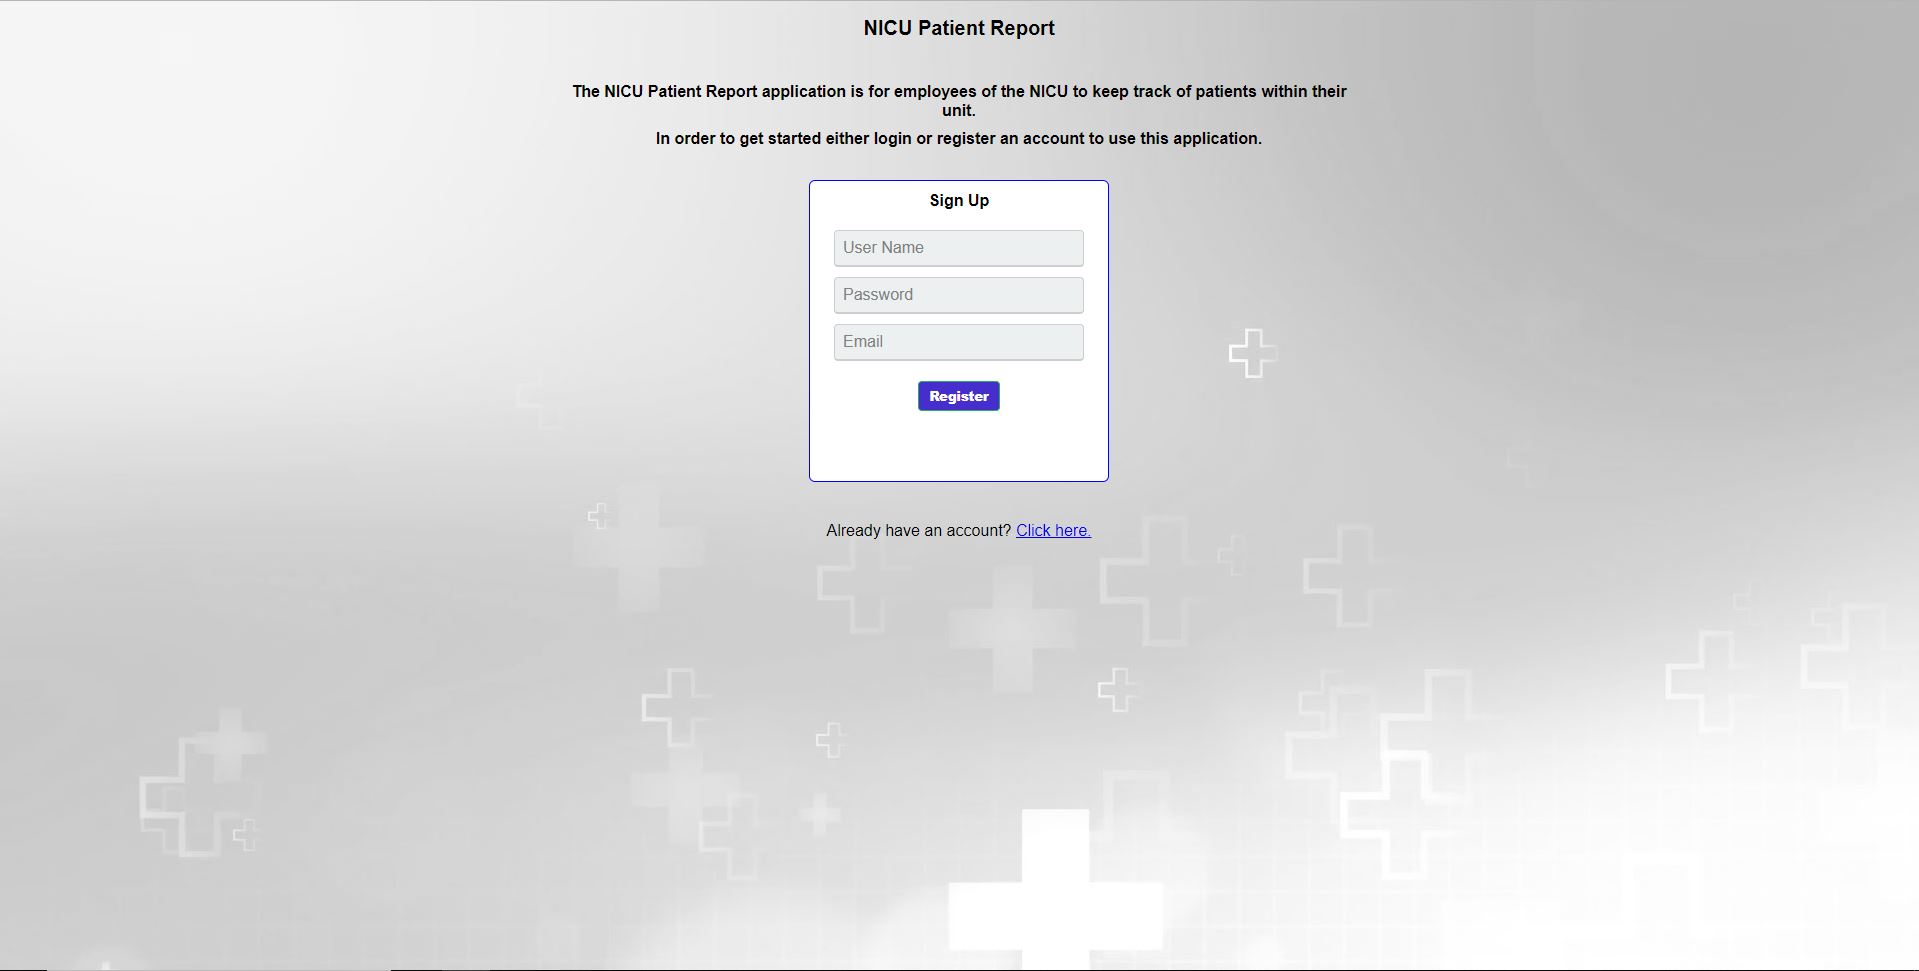 NICU Patient Report
The NICU Patient Report application is for employees of the NICU to keep track of patients within their
unit.
In order to get started either login or register an account to use this application.
Sign Up
User Name
Password
Email
Register
Already have an account? Click here.